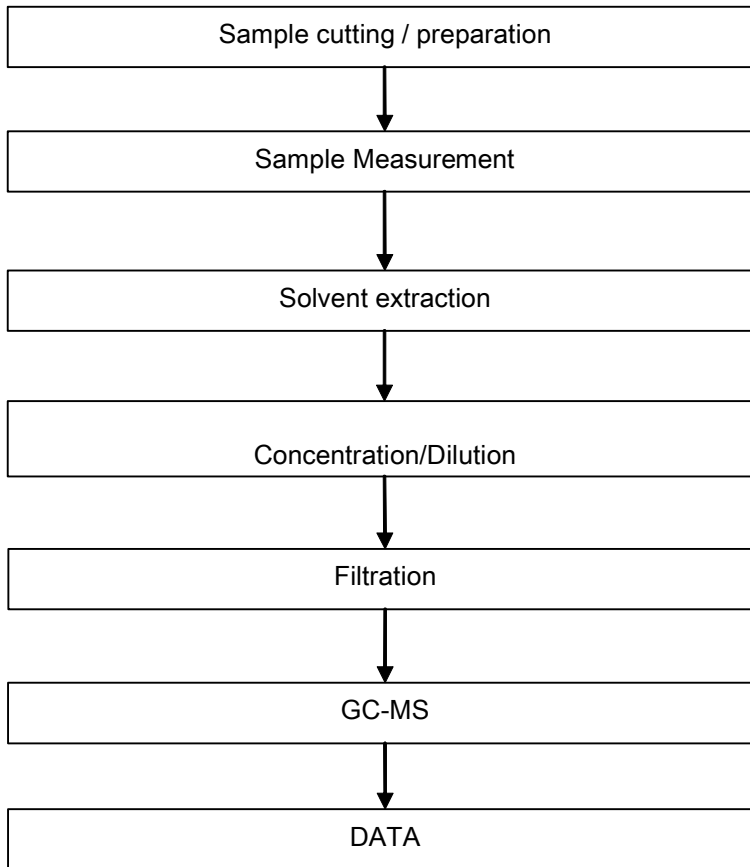 Sample cutting / preparation
Sample Measurement
Solvent extraction
Concentration/Dilution
Filtration
GC-MS
DATA